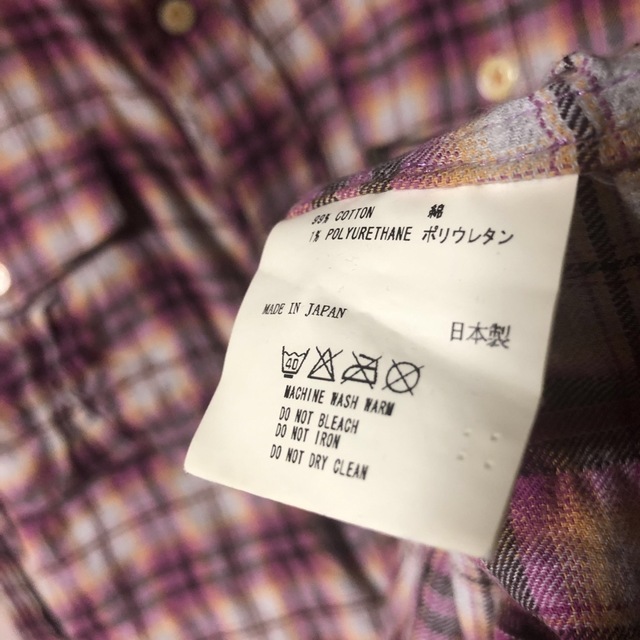 99% COTTON 綿
1% POLYURETHANE ポリウレタン
MADE IN JAPAN
日本製
40
MACHINE WASH WARM
DO NOT BLEACH
DO NOT IRON
DO NOT DRY CLEAN